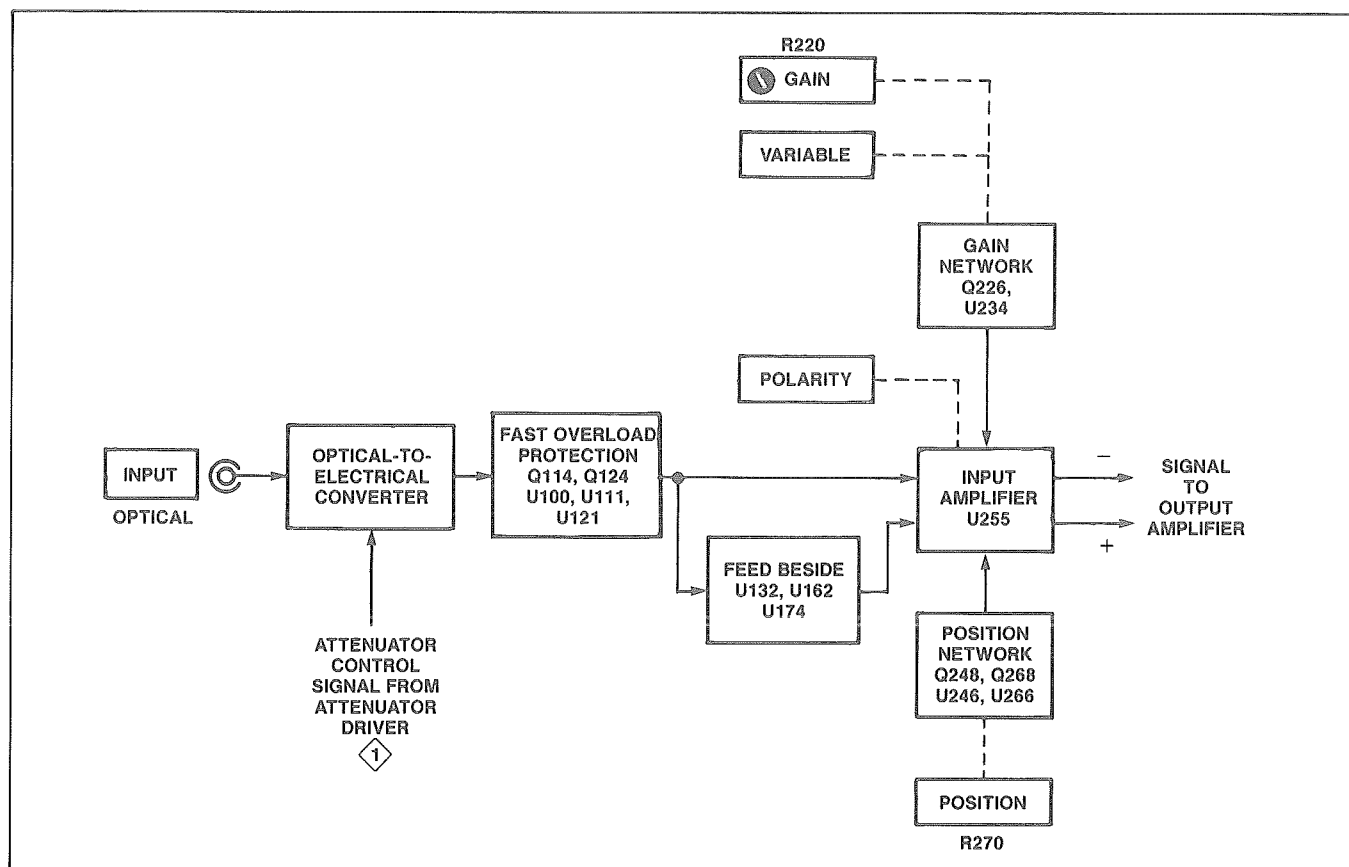 R220
GAIN
VARIABLE
GAIN
NETWORK
Q226,
U234
POLARITY
INPUT
OPTICAL
OPTICAL-TO-
ELECTRICAL
CONVERTER
FAST OVERLOAD
PROTECTION
Q114, Q124
U100, U111,
U121
INPUT
AMPLIFIER
U255
−
+
SIGNAL
TO
OUTPUT
AMPLIFIER
FEED BESIDE
U132, U162
U174
ATTENUATOR
CONTROL
SIGNAL FROM
ATTENUATOR
DRIVER
1
POSITION
NETWORK
Q248, Q268
U246, U266
POSITION
R270